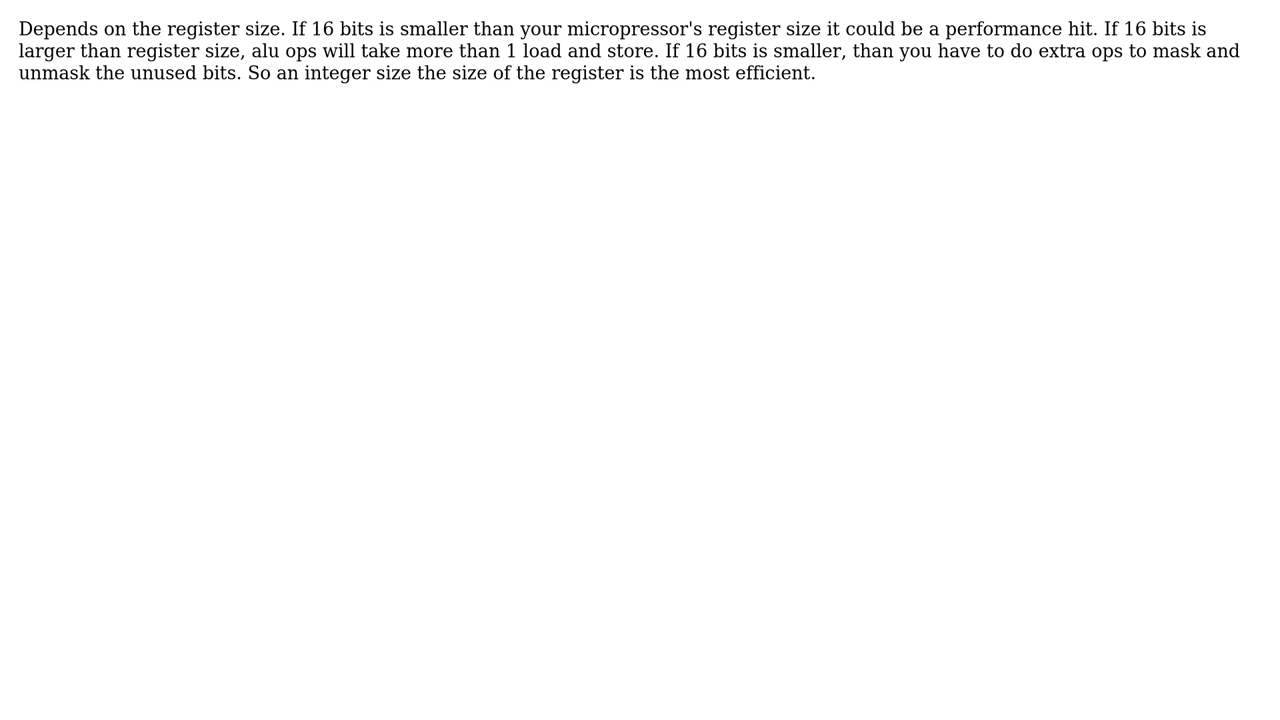 Depends on the register size. If 16 bits is smaller than your micropressor's register size it could be a performance hit. If 16 bits is
larger than register size, alu ops will take more than 1 load and store. If 16 bits is smaller, than you have to do extra ops to mask and
unmask the unused bits. So an integer size the size of the register is the most efficient.